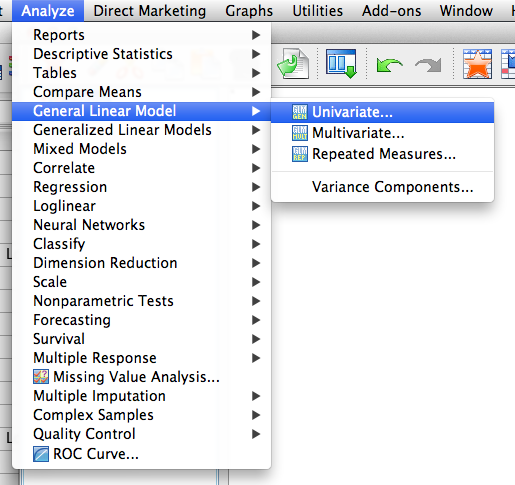 Analyze Direct Marketing Graphs Utilities Add-ons Window
Reports
Descriptive Statistics
Tables
Compare Means
General Linear Model
Univariate...
Generalized Linear Models
Multivariate...
Mixed Models
Repeated Measures...
Correlate
Regression
Variance Components...
Loglinear
Neural Networks
Classify
Dimension Reduction
Scale
Nonparametric Tests
Forecasting
Survival
Multiple Response
Missing Value Analysis...
Multiple Imputation
Complex Samples
Quality Control
ROC Curve...